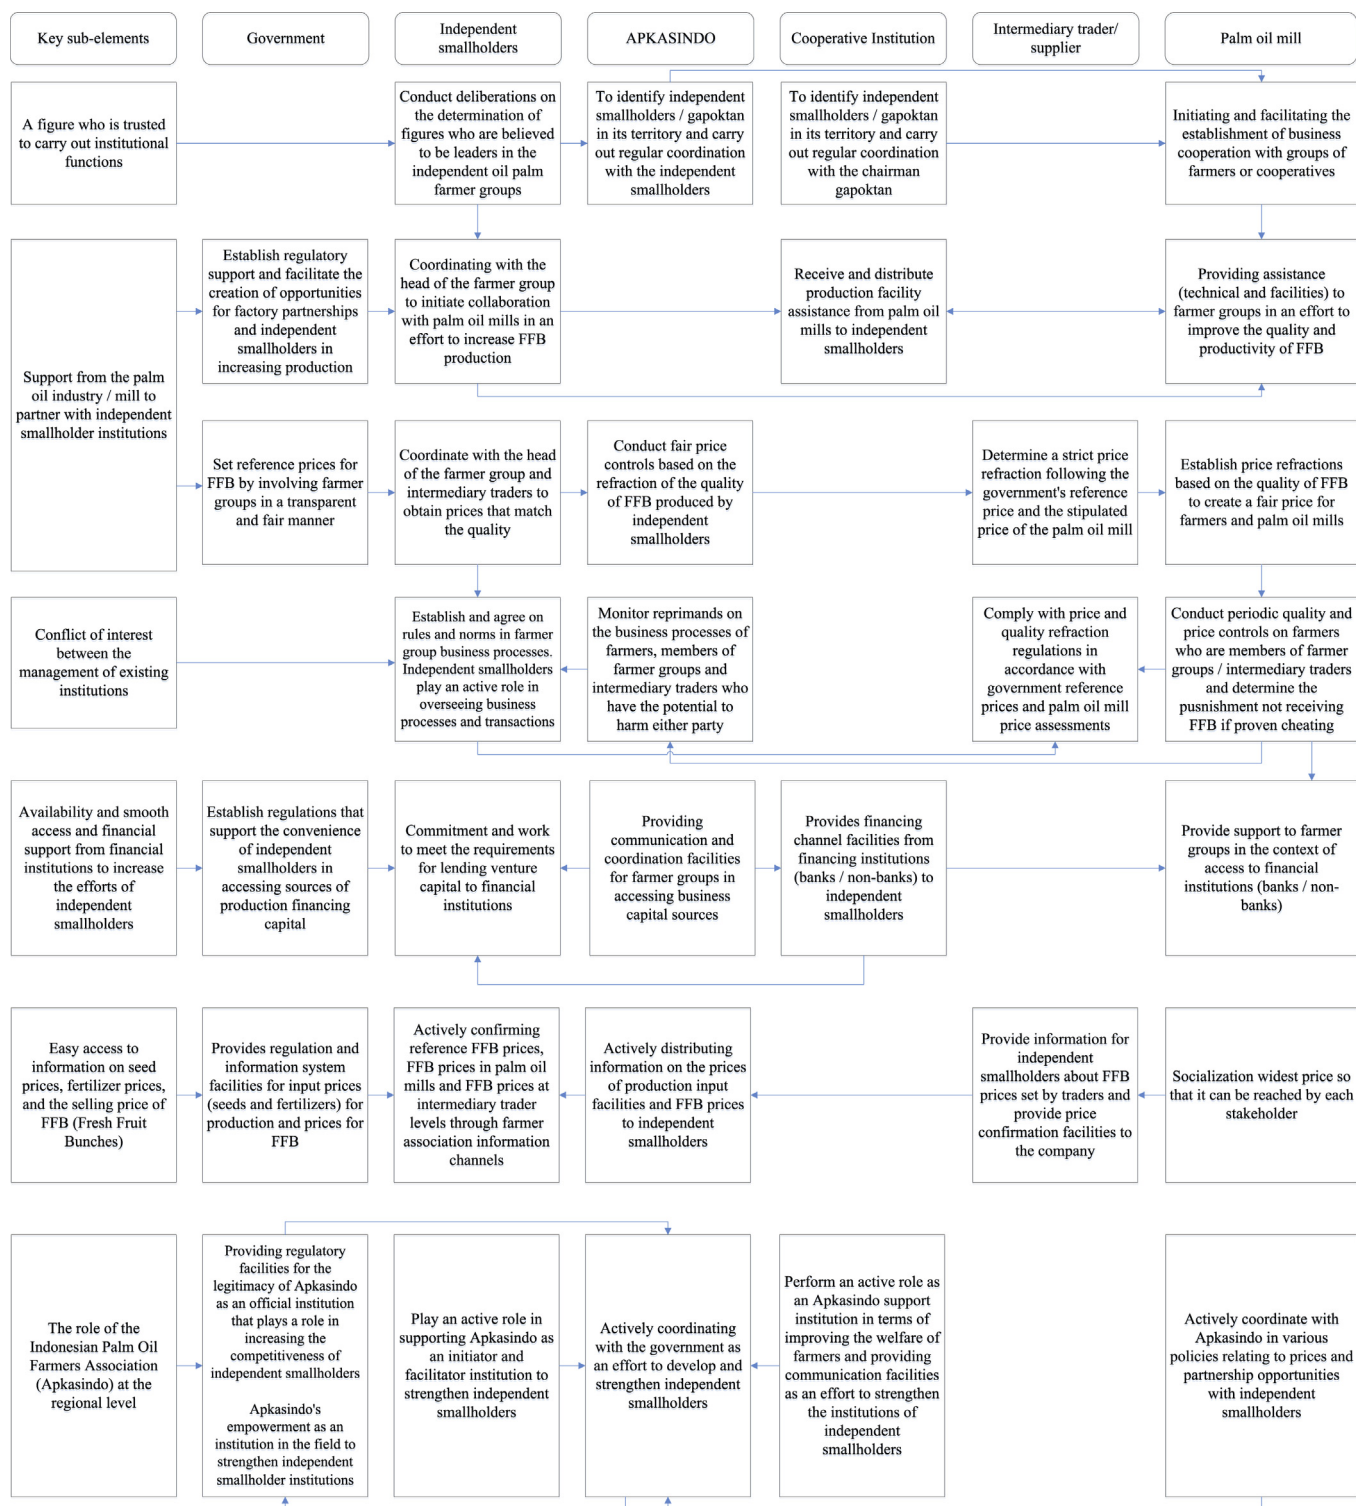 Key sub-elements
Government
Independent
smallholders
APKASINDO
Cooperative Institution
Intermediary trader/
supplier
Palm oil mill
A figure who is trusted
to carry out institutional
functions
Conduct deliberations on
the determination of
figures who are believed
to be leaders in the
independent oil palm
farmer groups
To identify independent
smallholders / gapoktan
in its territory and carry
out regular coordination
with the independent
smallholders
To identify independent
smallholders / gapoktan
in its territory and carry
out regular coordination
with the chairman
gapoktan
Initiating and facilitating the
establishment of business
cooperation with groups of
farmers or cooperatives
Support from the palm
oil industry / mill to
partner with independent
smallholder institutions
Establish regulatory
support and facilitate the
creation of opportunities
for factory partnerships
and independent
smallholders in
increasing production
Coordinating with the
head of the farmer group
to initiate collaboration
with palm oil mills in an
effort to increase FFB
production
Receive and distribute
production facility
assistance from palm oil
mills to independent
smallholders
Providing assistance
(technical and facilities) to
farmer groups in an effort to
improve the quality and
productivity of FFB
Set reference prices for
FFB by involving farmer
groups in a transparent
and fair manner
Coordinate with the head
of the farmer group and
intermediary traders to
obtain prices that match
the quality
Conduct fair price
controls based on the
refraction of the quality
of FFB produced by
independent
smallholders
Determine a strict price
refraction following the
government's reference
price and the stipulated
price of the palm oil mill
Establish price refractions
based on the quality of FFB
to create a fair price for
farmers and palm oil mills
Conflict of interest
between the
management of existing
institutions
Establish and agree on
rules and norms in farmer
group business processes.
Independent smallholders
play an active role in
overseeing business
processes and transactions
Monitor reprimands on
the business processes of
farmers, members of
farmer groups and
intermediary traders who
have the potential to
harm either party
Comply with price and
quality refraction
regulations in
accordance with
government reference
prices and palm oil mill
price assessments
Conduct periodic quality and
price controls on farmers
who are members of farmer
groups / intermediary traders
and determine the
pusnishment not receiving
FFB if proven cheating
Availability and smooth
access and financial
support from financial
institutions to increase
the efforts of
independent
smallholders
Establish regulations that
support the convenience
of independent
smallholders in
accessing sources of
production financing
capital
Commitment and work
to meet the requirements
for lending venture
capital to financial
institutions
Providing
communication and
coordination facilities
for farmer groups in
accessing business
capital sources
Provides financing
channel facilities from
financing institutions
(banks / non-banks) to
independent
smallholders
Provide support to farmer
groups in the context of
access to financial
institutions (banks / non-
banks)
Easy access to
information on seed
prices, fertilizer prices,
and the selling price of
FFB (Fresh Fruit
Bunches)
Provides regulation and
information system
facilities for input prices
(seeds and fertilizers) for
production and prices for
FFB
Actively confirming
reference FFB prices,
FFB prices in palm oil
mills and FFB prices at
intermediary trader
levels through farmer
association information
channels
Actively distributing
information on the prices
of production input
facilities and FFB prices
to independent
smallholders
Provide information for
independent
smallholders about FFB
prices set by traders and
provide price
confirmation facilities to
the company
Socialization widest price so
that it can be reached by each
stakeholder
The role of the
Indonesian Palm Oil
Farmers Association
(Apkasindo) at the
regional level
Providing regulatory
facilities for the
legitimacy of Apkasindo
as an official institution
that plays a role in
increasing the
competitiveness of
independent smallholders
Apkasindo's
empowerment as an
institution in the field to
strengthen independent
smallholder institutions
Play an active role in
supporting Apkasindo as
an initiator and
facilitator institution to
strengthen independent
smallholders
Actively coordinating
with the government as
an effort to develop and
strengthen independent
smallholders
Perform an active role as
an Apkasindo support
institution in terms of
improving the welfare of
farmers and providing
communication facilities
as an effort to strengthen
the institutions of
independent
smallholders
Actively coordinate with
Apkasindo in various
policies relating to prices and
partnership opportunities
with independent
smallholders